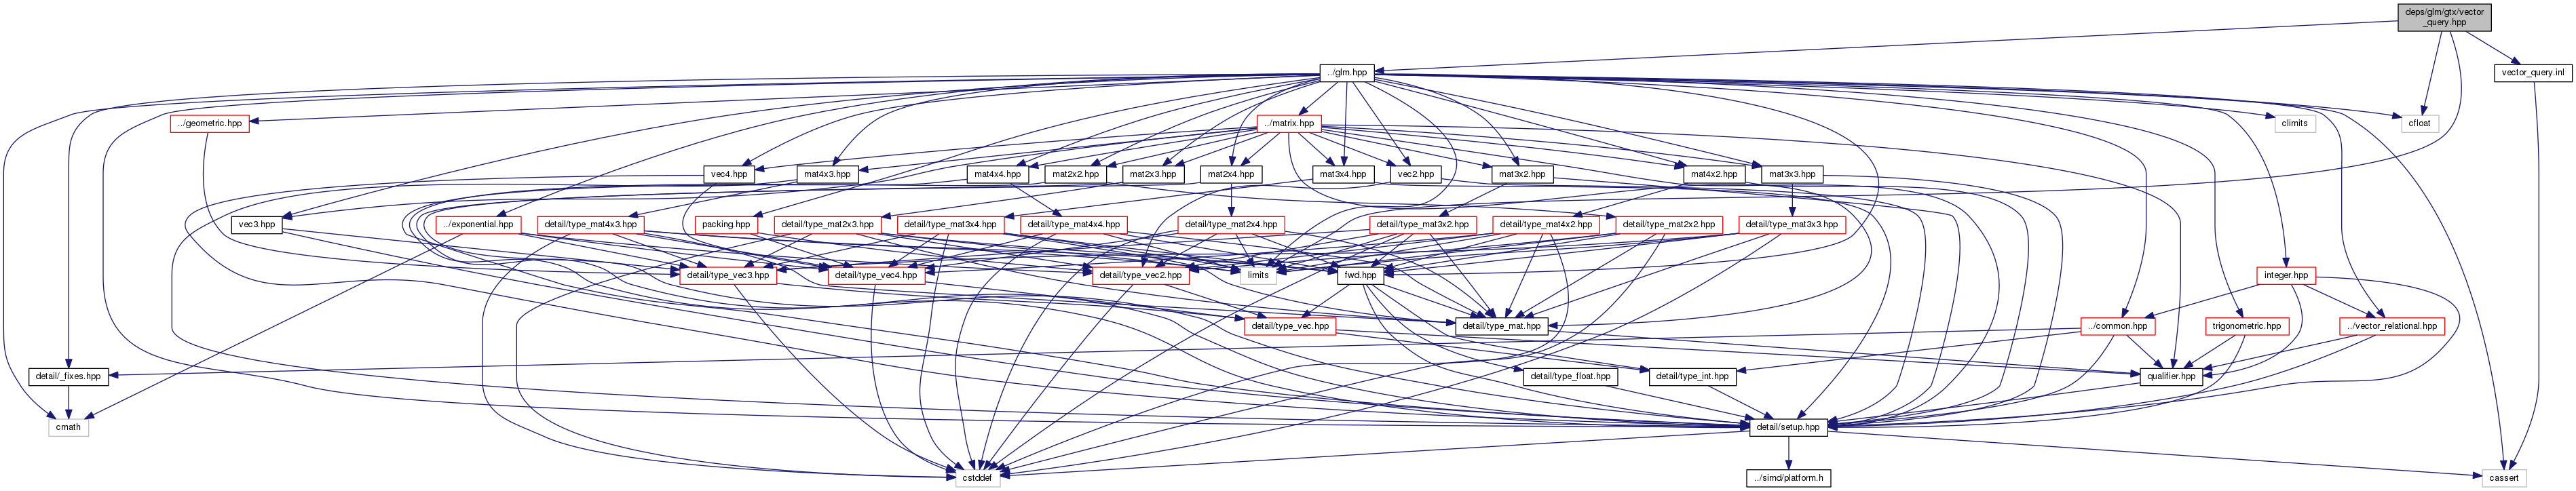 deps/glm/gtx/vector
_query.hpp
../glm.hpp
vector_query.inl
../geometric.hpp
../matrix.hpp
climits
cfloat
vec4.hpp
mat4x3.hpp
mat4x4.hpp
mat2x2.hpp
mat2x3.hpp
mat2x4.hpp
mat3x4.hpp
vec2.hpp
mat3x2.hpp
mat4x2.hpp
mat3x3.hpp
vec3.hpp
../exponential.hpp
detail/type_mat4x3.hpp
packing.hpp
detail/type_mat2x3.hpp
detail/type_mat3x4.hpp
detail/type_mat4x4.hpp
detail/type_mat2x4.hpp
detail/type_mat3x2.hpp
detail/type_mat4x2.hpp
detail/type_mat2x2.hpp
detail/type_mat3x3.hpp
detail/type_vec3.hpp
detail/type_vec4.hpp
detail/type_vec2.hpp
limits
fwd.hpp
integer.hpp
detail/type_vec.hpp
detail/type_mat.hpp
../common.hpp
trigonometric.hpp
../vector_relational.hpp
detail/_fixes.hpp
detail/type_float.hpp
detail/type_int.hpp
qualifier.hpp
cmath
detail/setup.hpp
cstddef
../simd/platform.h
cassert